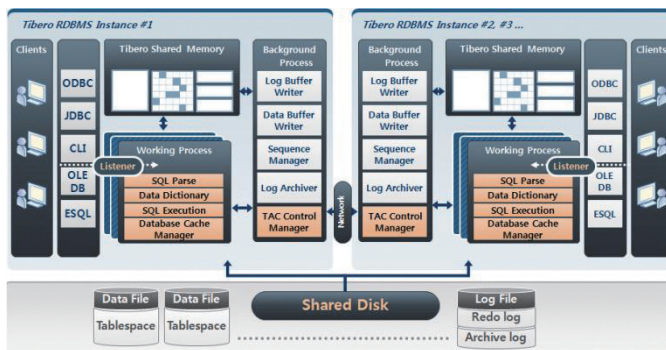 Tibero RDBMS Instance #1
Clients
ODBC
JDBC
CLI
OLE
DB
ESQL
Tibero Shared Memory
Listener
Working Process
SQL Parse
Data Dictionary
SQL Execution
Database Cache
Manager
Background
Process
Log Buffer
Writer
Data Buffer
Writer
Sequence
Manager
Log Archiver
TAC Control
Manager
Network
Tibero RDBMS Instance #2, #3 ...
Background
Process
Log Buffer
Writer
Data Buffer
Writer
Sequence
Manager
Log Archiver
TAC Control
Manager
Tibero Shared Memory
Working Process
Listener
SQL Parse
Data Dictionary
SQL Execution
Database Cache
Manager
ODBC
JDBC
CLI
OLE
DB
ESQL
Clients
Data File
Tablespace
Data File
Tablespace
Shared Disk
Log File
Redo log
Archive log